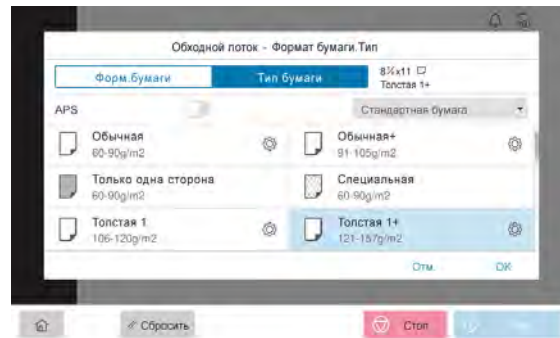 Обходной лоток - Формат бумаги.Тип
Форм.бумаги
Тип бумаги
8½x11
Толстая 1+
APS
Стандартная бумага
Обычная
60-90g/m2
Обычная+
91-105g/m2
Только одна сторона
60-90g/m2
Специальная
60-90g/m2
Толстая 1
106-120g/m2
Толстая 1+
121-157g/m2
Отм.
OK
Сбросить
Стоп